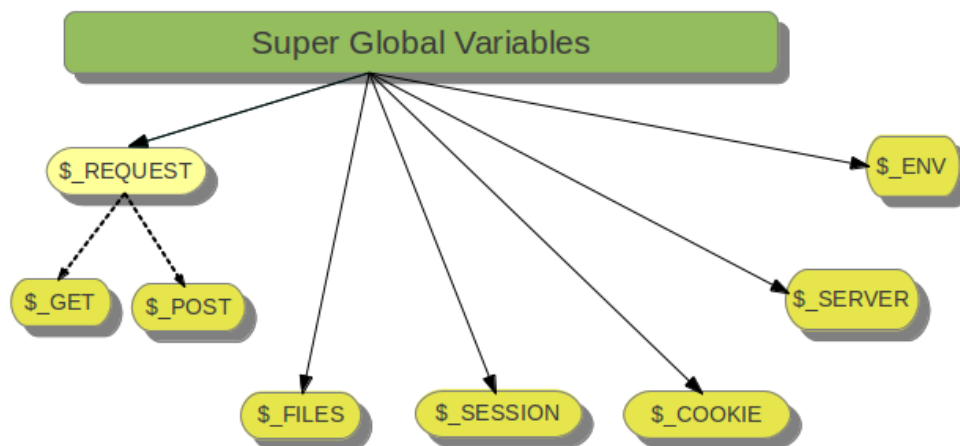 Super Global Variables
$_REQUEST
$_ENV
$_GET
$_POST
$_SERVER
$_FILES
$_SESSION
$_COOKIE